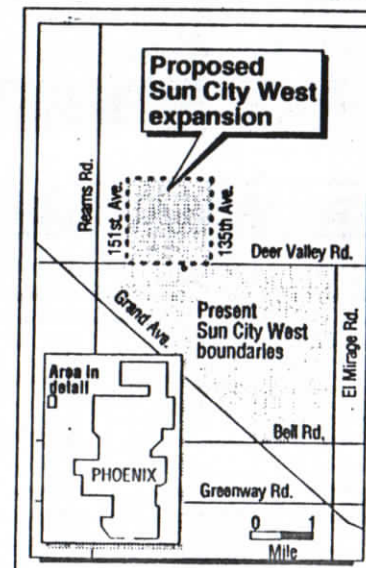 Proposed
Sun City West
expansion
Reams Rd.
151st. Ave.
135th Ave.
Deer Valley Rd.
Grand Ave.
Present
Sun City West
boundaries
El Mirage Rd.
Area in
detail
PHOENIX
Bell Rd.
Greenway Rd.
0 1
Mile